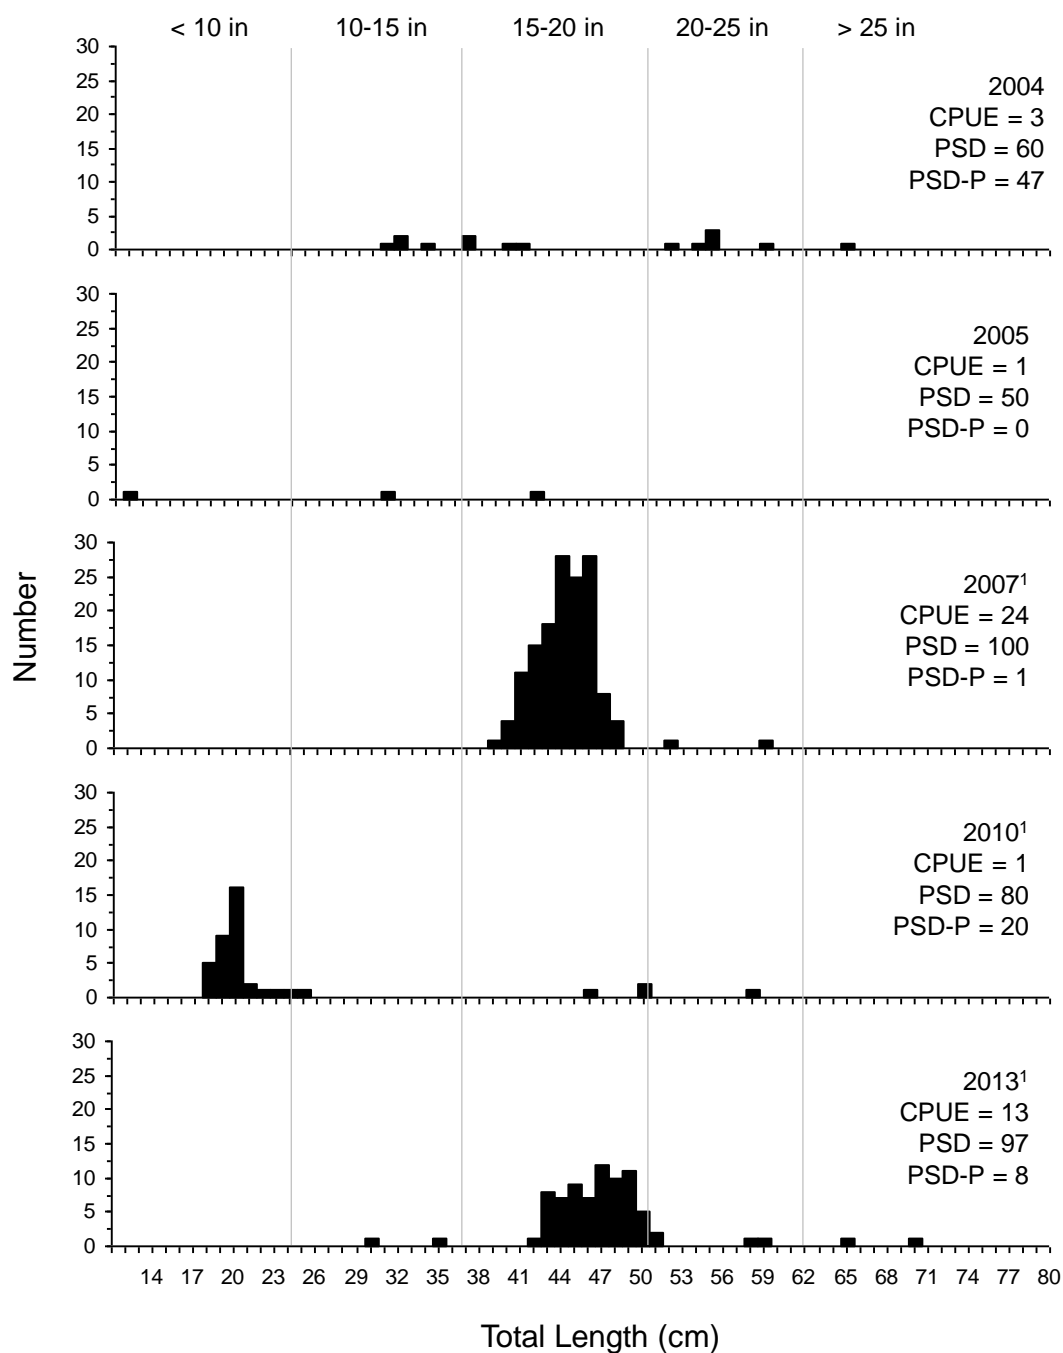 < 10 in 10-15 in 15-20 in 20-25 in > 25 in
30
25
20
15
10
5
0
2004
CPUE = 3
PSD = 60
PSD-P = 47
30
25
20
15
10
5
0
2005
CPUE = 1
PSD = 50
PSD-P = 0
Number
30
25
20
15
10
5
0
2007¹
CPUE = 24
PSD = 100
PSD-P = 1
30
25
20
15
10
5
0
2010¹
CPUE = 1
PSD = 80
PSD-P = 20
30
25
20
15
10
5
0
2013¹
CPUE = 13
PSD = 97
PSD-P = 8
14 17 20 23 26 29 32 35 38 41 44 47 50 53 56 59 62 65 68 71 74 77 80
Total Length (cm)